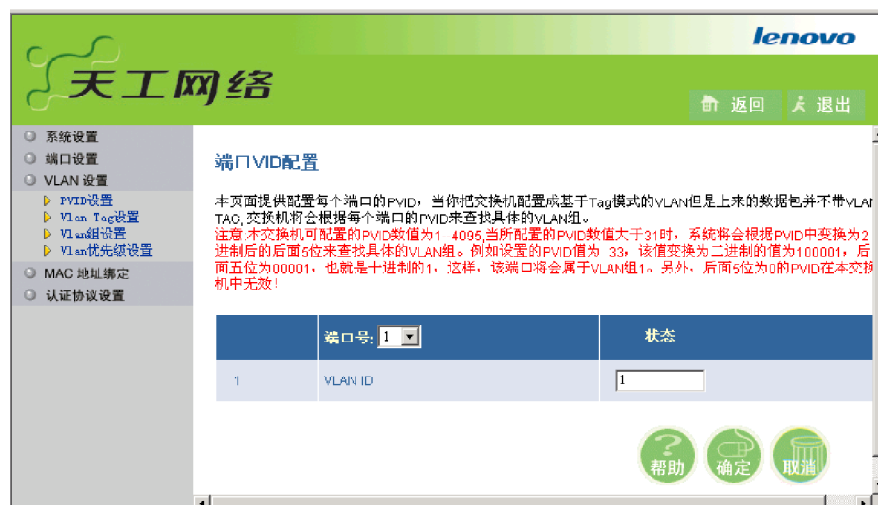 lenovo
天工网络
返回 退出
系统设置
端口设置
VLAN 设置
PVID设置
Vlan Tag设置
Vlan组设置
Vlan优先级设置
MAC 地址绑定
认证协议设置
端口VID配置
本页面提供配置每个端口的PVID，当你把交换机配置成基于Tag模式的VLAN但是上来的数据包并不带VLAN
TAG,交换机将会根据每个端口的PVID来查找具体的VLAN组。
注意:本交换机可配置的PVID数值为1--4095,当所配置的PVID数值大于31时，系统将会根据PVID中变换为2
进制后的后面5位来查找具体的VLAN组。例如设置的PVID值为 33，该值变换为二进制的值为100001，后
面五位为00001，也就是十进制的1，这样，该端口将会属于VLAN组1。另外，后面5位为0的PVID在本交换
机中无效！
端口号: 1 状态
1 VLAN ID 1
帮助 确定 取消